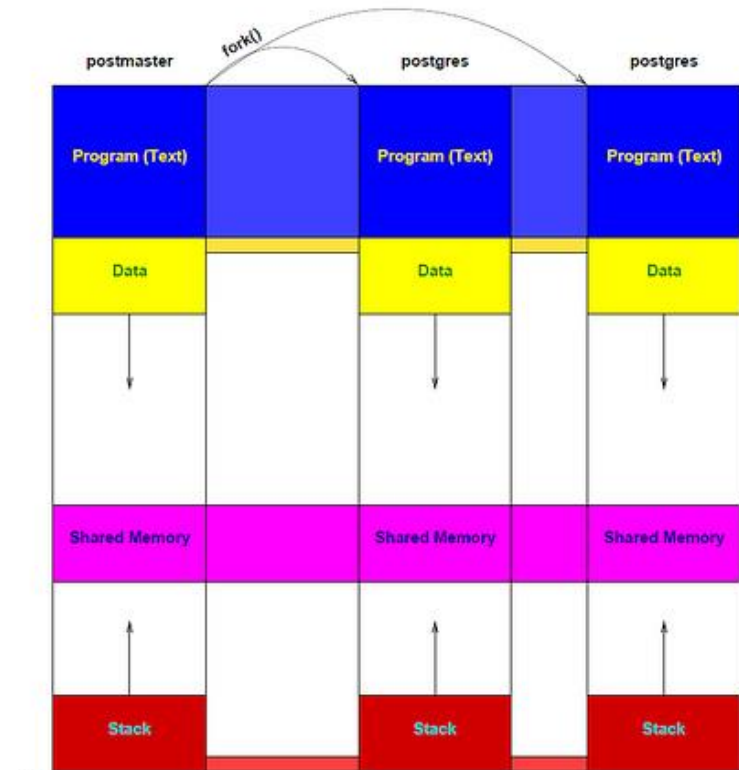 fork()
postmaster
postgres
postgres
Program (Text)
Program (Text)
Program (Text)
Data
Data
Data
Shared Memory
Shared Memory
Shared Memory
Stack
Stack
Stack